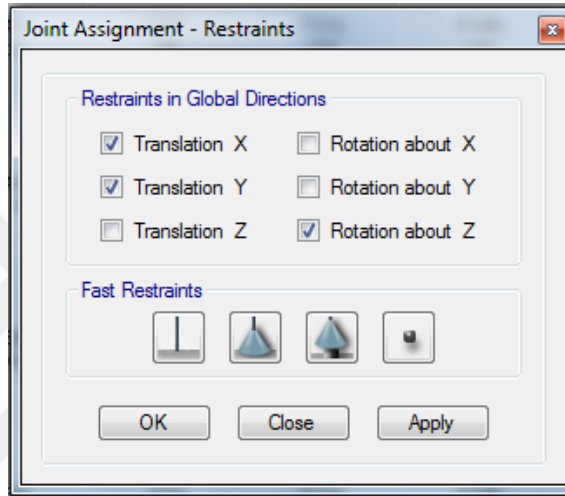 Joint Assignment - Restraints
Restraints in Global Directions
Translation X Rotation about X
Translation Y Rotation about Y
Translation Z Rotation about Z
Fast Restraints
OK Close Apply